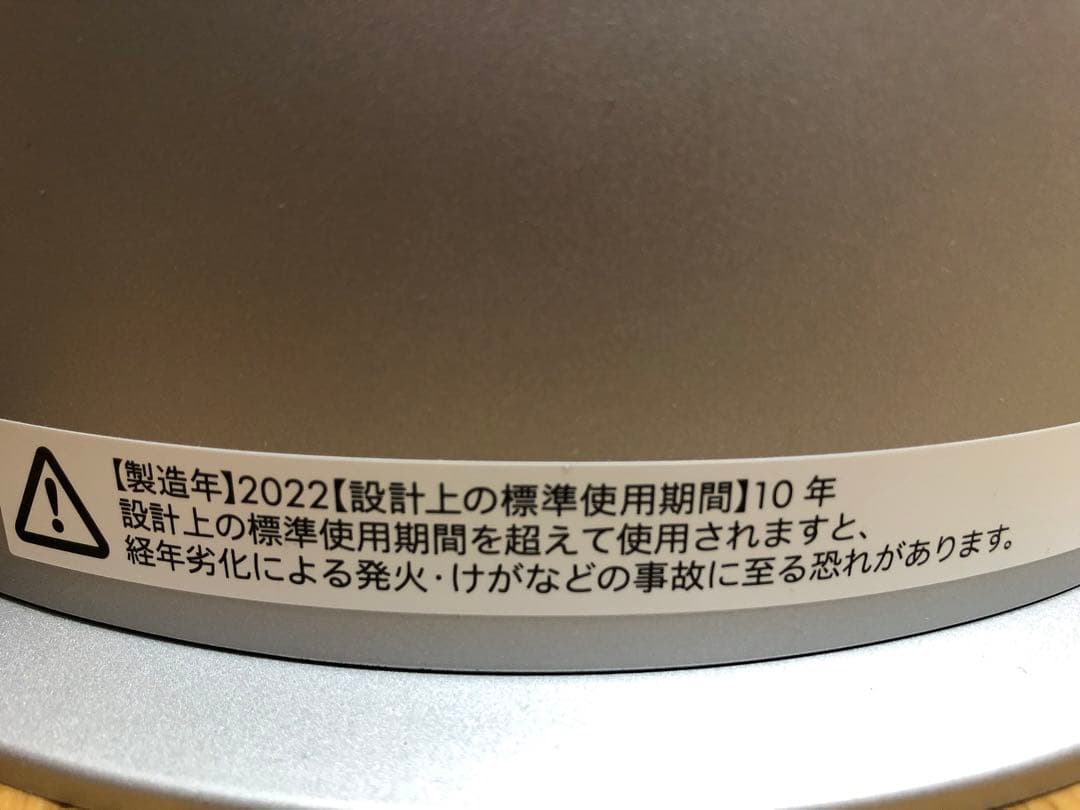 【製造年】2022【設計上の標準使用期間】10 年
設計上の標準使用期間を超えて使用されますと、
経年劣化による発火・けがなどの事故に至る恐れがあります。